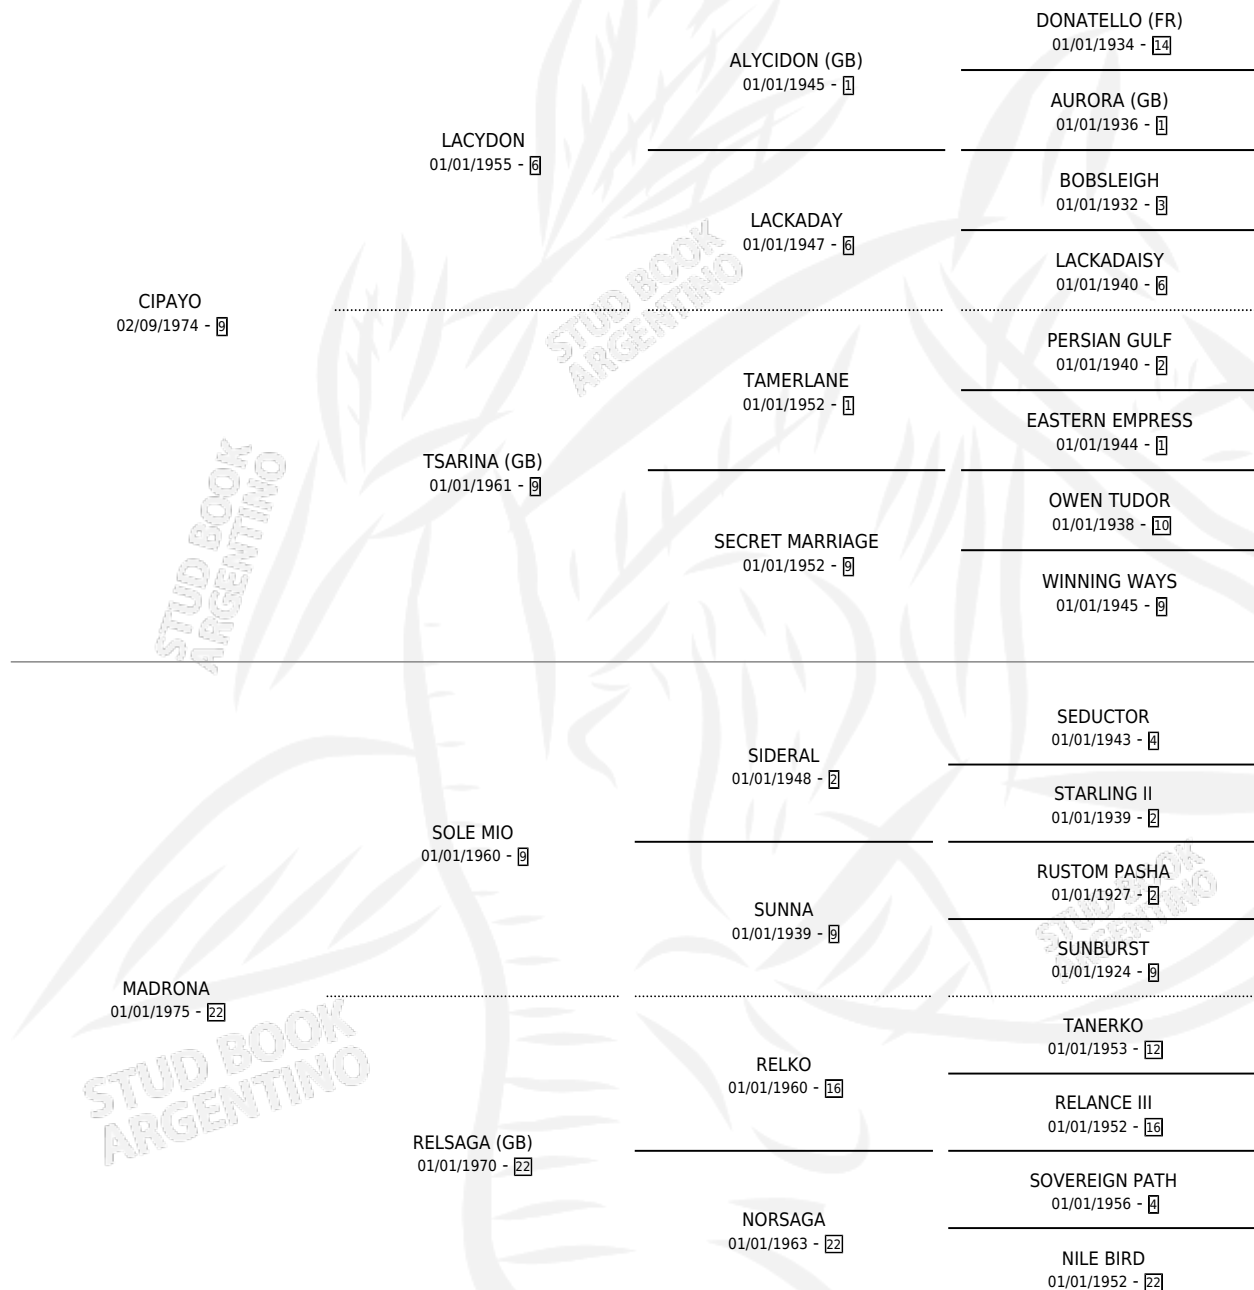 CIPAYO
02/09/1974 - 9
LACYDON
01/01/1955 - 6
TSARINA (GB)
01/01/1961 - 9
ALYCIDON (GB)
01/01/1945 - 1
LACKADAY
01/01/1947 - 6
TAMERLANE
01/01/1952 - 1
SECRET MARRIAGE
01/01/1952 - 9
DONATELLO (FR)
01/01/1934 - 14
AURORA (GB)
01/01/1936 - 1
BOBSLEIGH
01/01/1932 - 3
LACKADAISY
01/01/1940 - 6
PERSIAN GULF
01/01/1940 - 2
EASTERN EMPRESS
01/01/1944 - 1
OWEN TUDOR
01/01/1938 - 10
WINNING WAYS
01/01/1945 - 9
MADRONA
01/01/1975 - 22
SOLE MIO
01/01/1960 - 9
RELSAGA (GB)
01/01/1970 - 22
SIDERAL
01/01/1948 - 2
SUNNA
01/01/1939 - 9
RELKO
01/01/1960 - 16
NORSAGA
01/01/1963 - 22
SEDUCTOR
01/01/1943 - 4
STARLING II
01/01/1939 - 2
RUSTOM PASHA
01/01/1927 - 2
SUNBURST
01/01/1924 - 9
TANERKO
01/01/1953 - 12
RELANCE III
01/01/1952 - 16
SOVEREIGN PATH
01/01/1956 - 4
NILE BIRD
01/01/1952 - 22
STUD BOOK
ARGENTINO
STUD BOOK
ARGENTINO
STUD BOOK
ARGENTINO
STUD BOOK
ARGENTINO